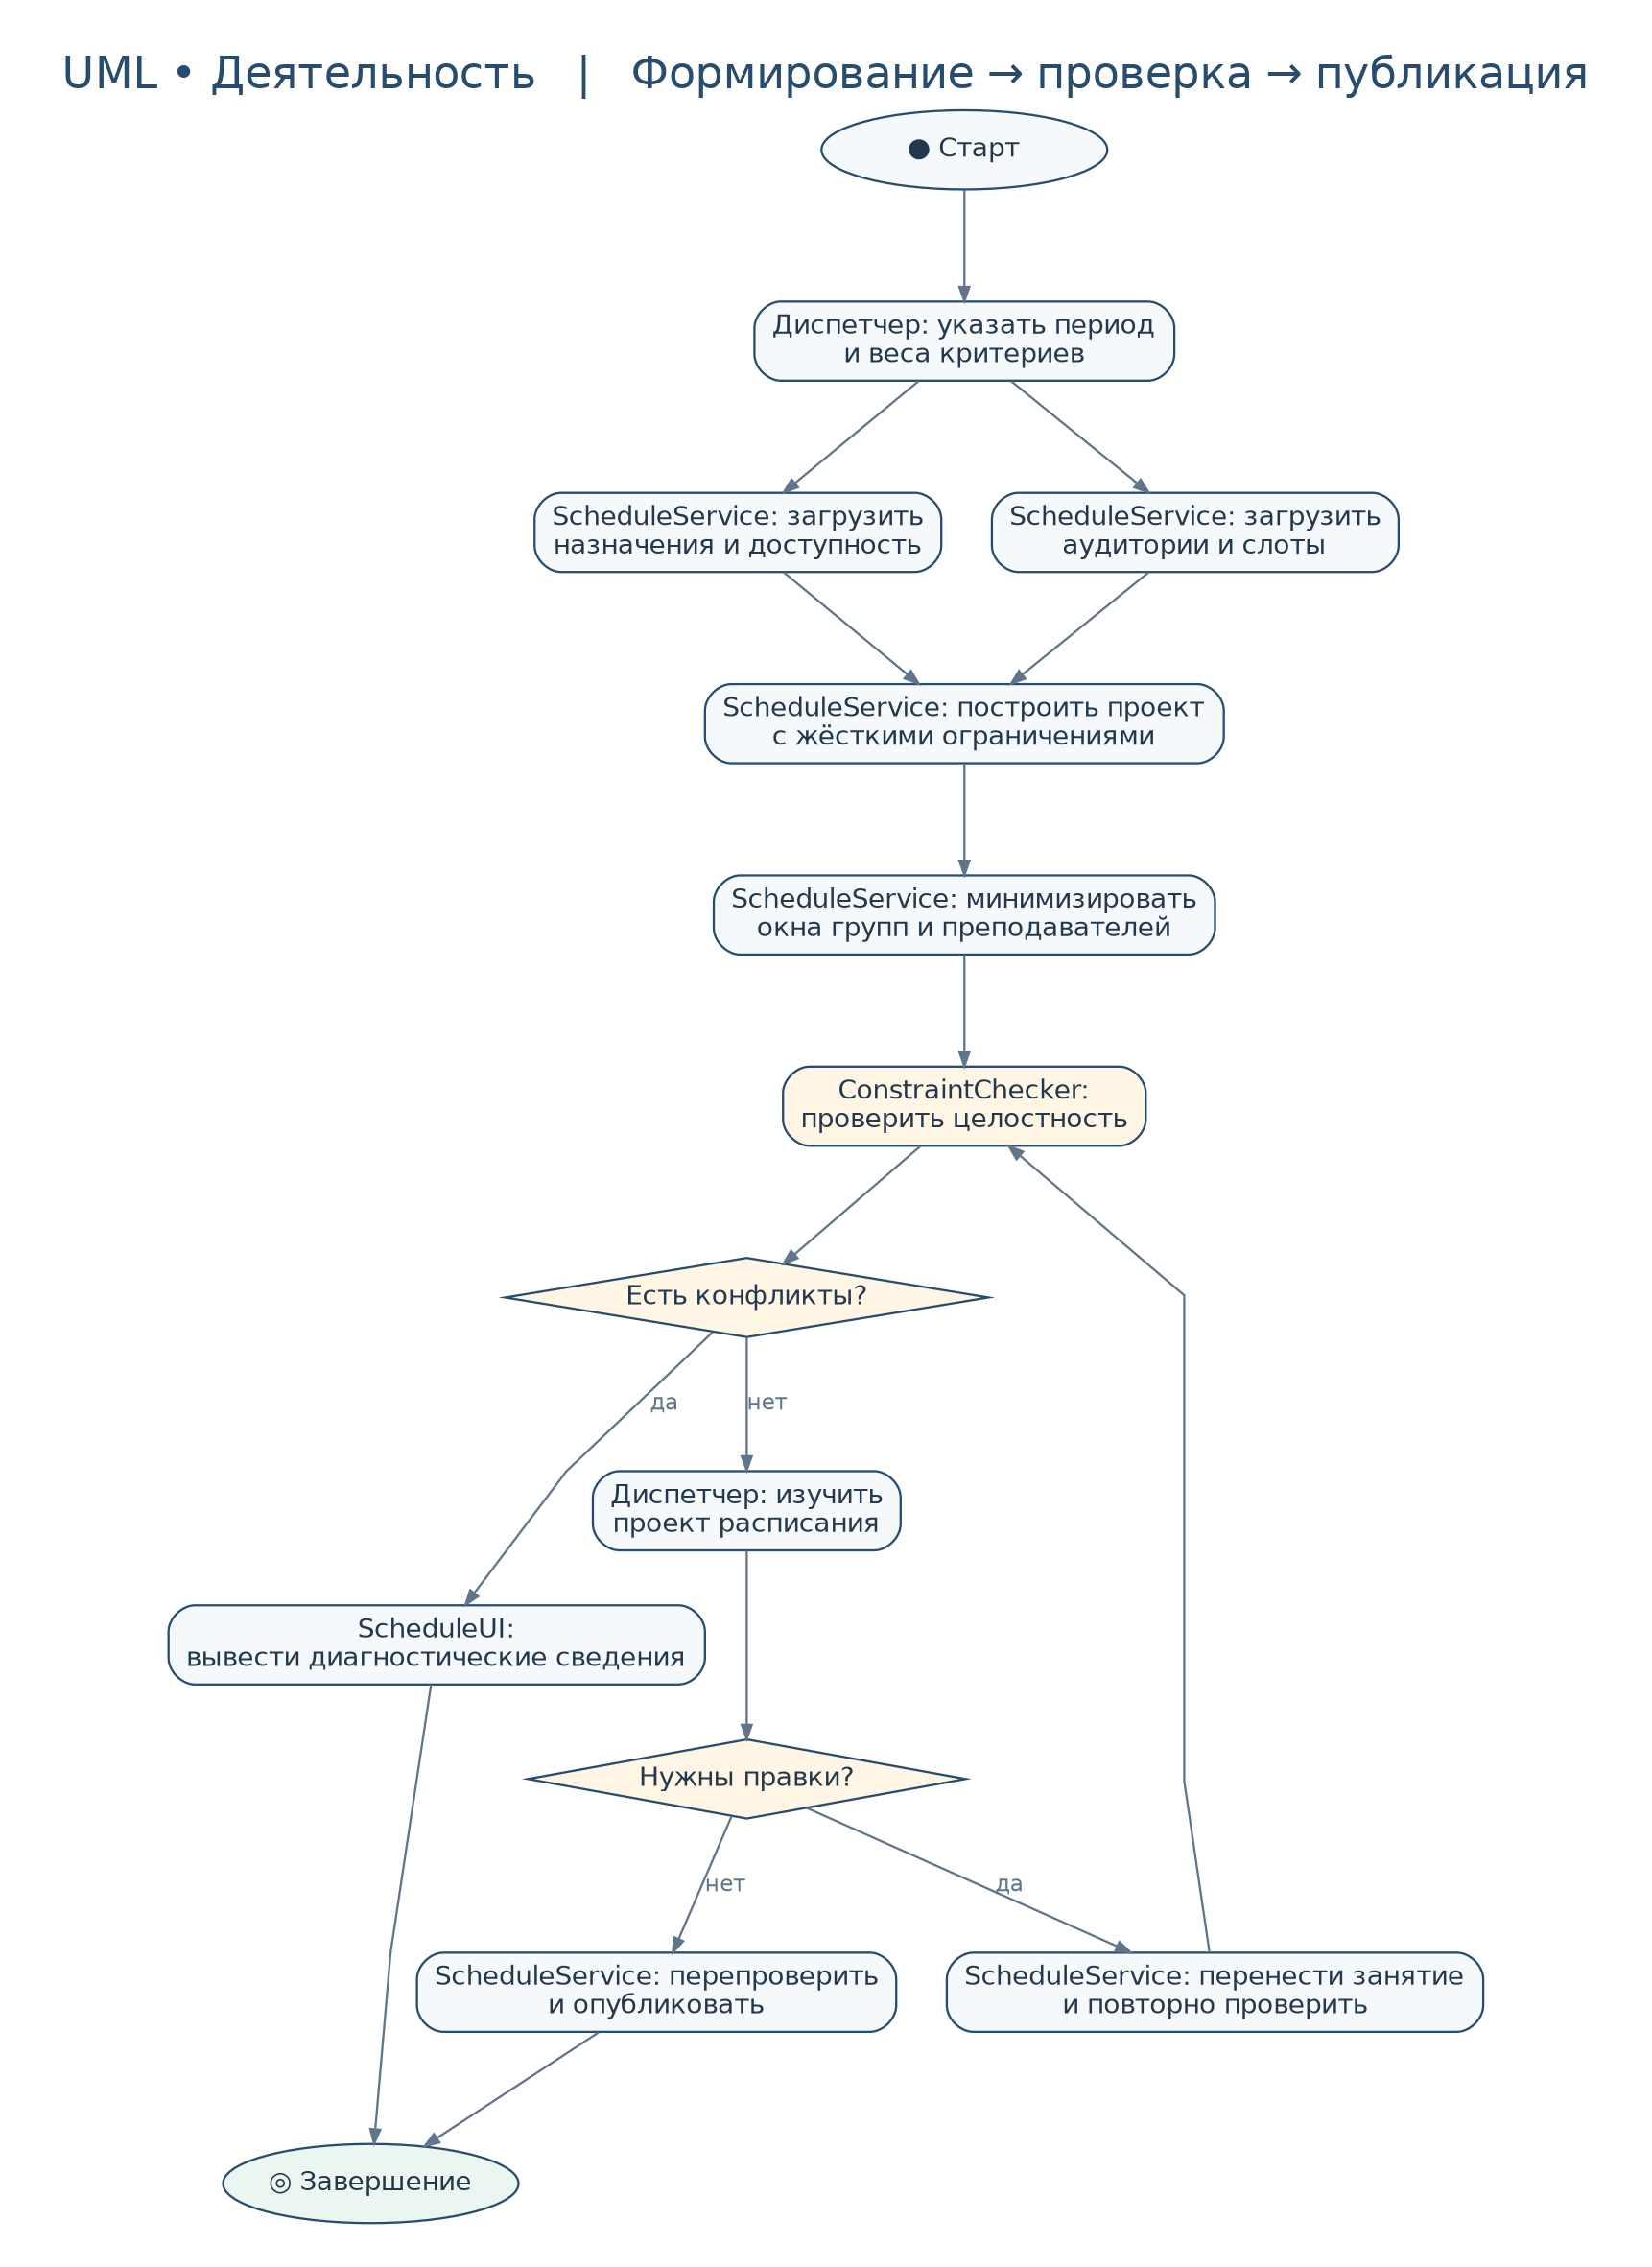 UML • Деятельность | Формирование → проверка → публикация
● Старт
Диспетчер: указать период
и веса критериев
ScheduleService: загрузить
назначения и доступность
ScheduleService: загрузить
аудитории и слоты
ScheduleService: построить проект
с жёсткими ограничениями
ScheduleService: минимизировать
окна групп и преподавателей
ConstraintChecker:
проверить целостность
Есть конфликты?
да
нет
Диспетчер: изучить
проект расписания
ScheduleUI:
вывести диагностические сведения
Нужны правки?
нет
да
ScheduleService: перепроверить
и опубликовать
ScheduleService: перенести занятие
и повторно проверить
◎ Завершение